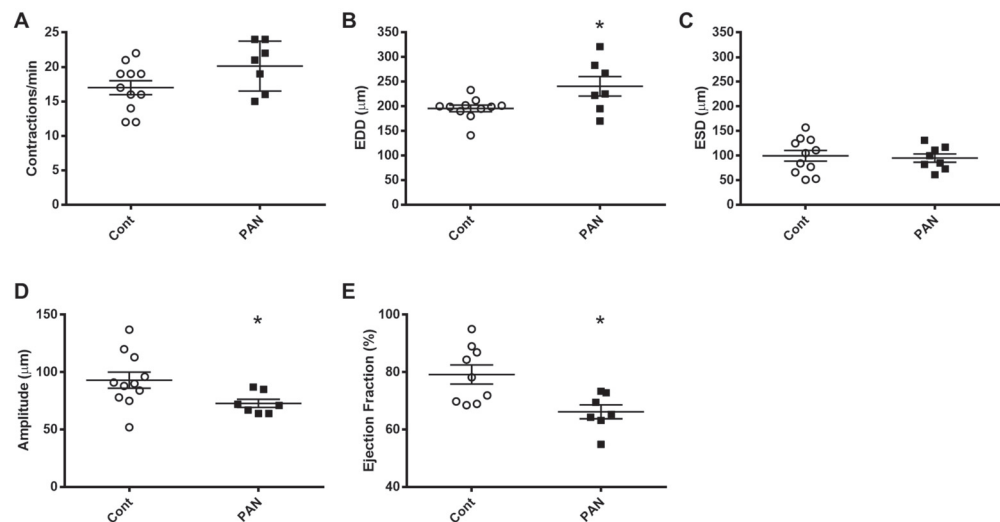 A
Contractions/min
25
20
15
10
5
0
Cont
PAN
B
EDD (μm)
350
300
250
200
150
100
50
0
*
Cont
PAN
C
ESD (μm)
350
300
250
200
150
100
50
0
Cont
PAN
D
Amplitude (μm)
150
100
50
0
*
Cont
PAN
E
Ejection Fraction (%)
100
80
60
40
*
Cont
PAN